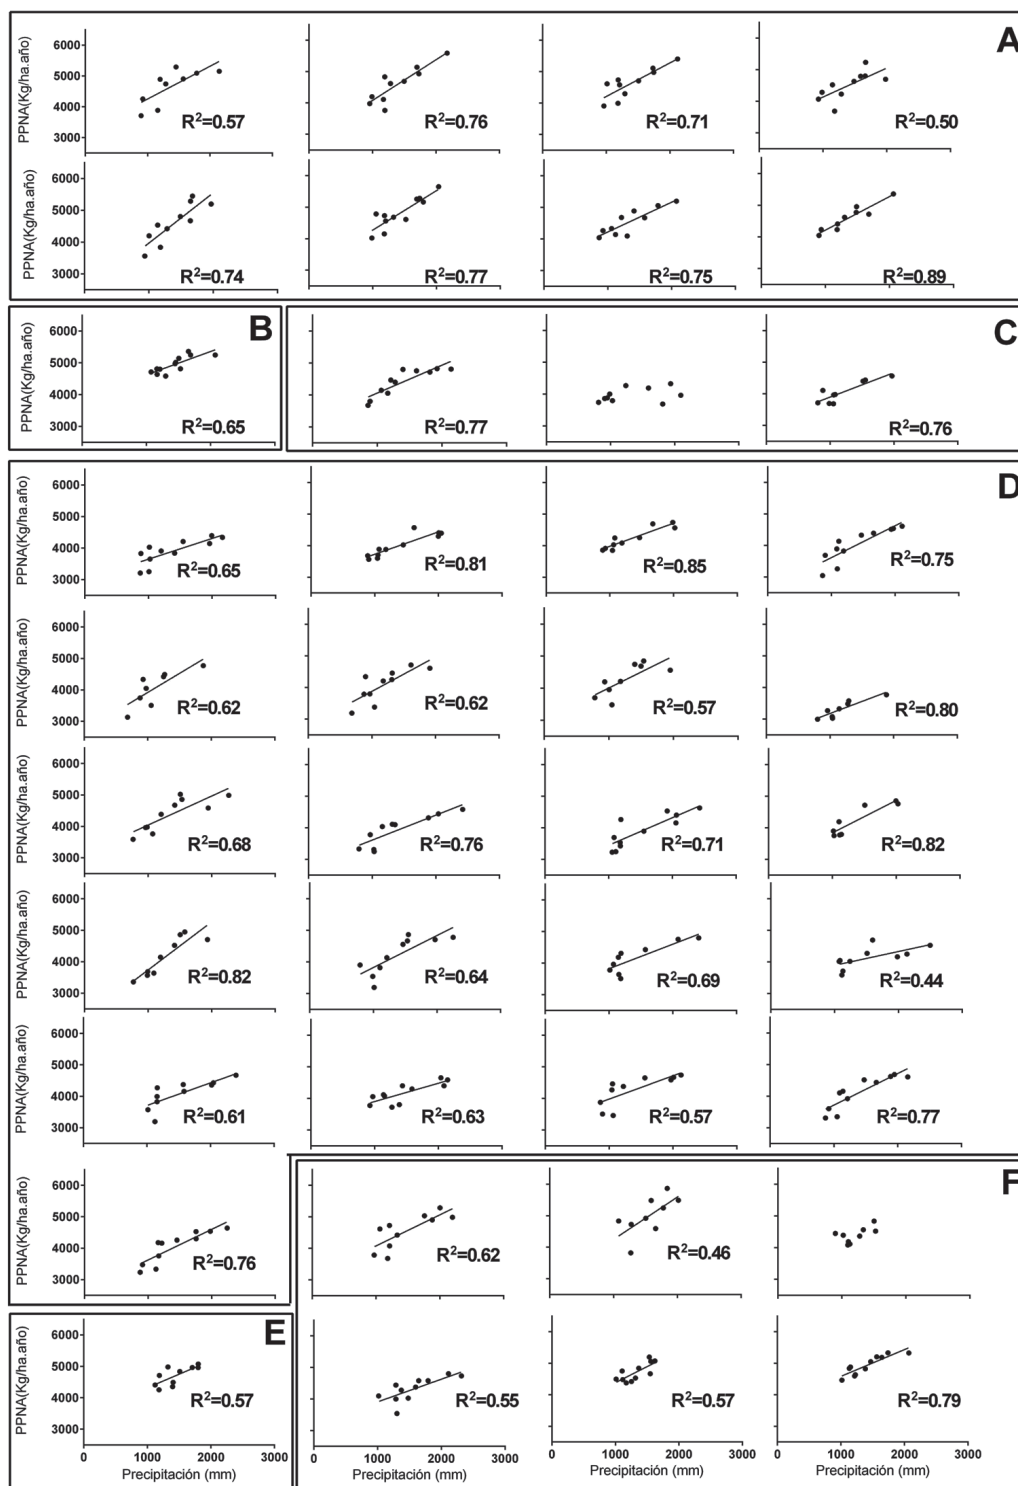 A
PPNA(Kg/ha.año)
6000
5000
4000
3000
R²=0.57
R²=0.76
R²=0.71
R²=0.50
PPNA(Kg/ha.año)
6000
5000
4000
3000
R²=0.74
R²=0.77
R²=0.75
R²=0.89
B
PPNA(Kg/ha.año)
6000
5000
4000
3000
R²=0.65
C
R²=0.77
R²=0.76
D
PPNA(Kg/ha.año)
6000
5000
4000
3000
R²=0.65
R²=0.81
R²=0.85
R²=0.75
PPNA(Kg/ha.año)
6000
5000
4000
3000
R²=0.62
R²=0.62
R²=0.57
R²=0.80
PPNA(Kg/ha.año)
6000
5000
4000
3000
R²=0.68
R²=0.76
R²=0.71
R²=0.82
PPNA(Kg/ha.año)
6000
5000
4000
3000
R²=0.82
R²=0.64
R²=0.69
R²=0.44
PPNA(Kg/ha.año)
6000
5000
4000
3000
R²=0.61
R²=0.63
R²=0.57
R²=0.77
PPNA(Kg/ha.año)
6000
5000
4000
3000
R²=0.76
F
R²=0.62
R²=0.46
E
PPNA(Kg/ha.año)
6000
5000
4000
3000
R²=0.57
R²=0.55
R²=0.57
R²=0.79
0 1000 2000 3000
Precipitación (mm)
0 1000 2000 3000
Precipitación (mm)
0 1000 2000 3000
Precipitación (mm)
0 1000 2000 3000
Precipitación (mm)